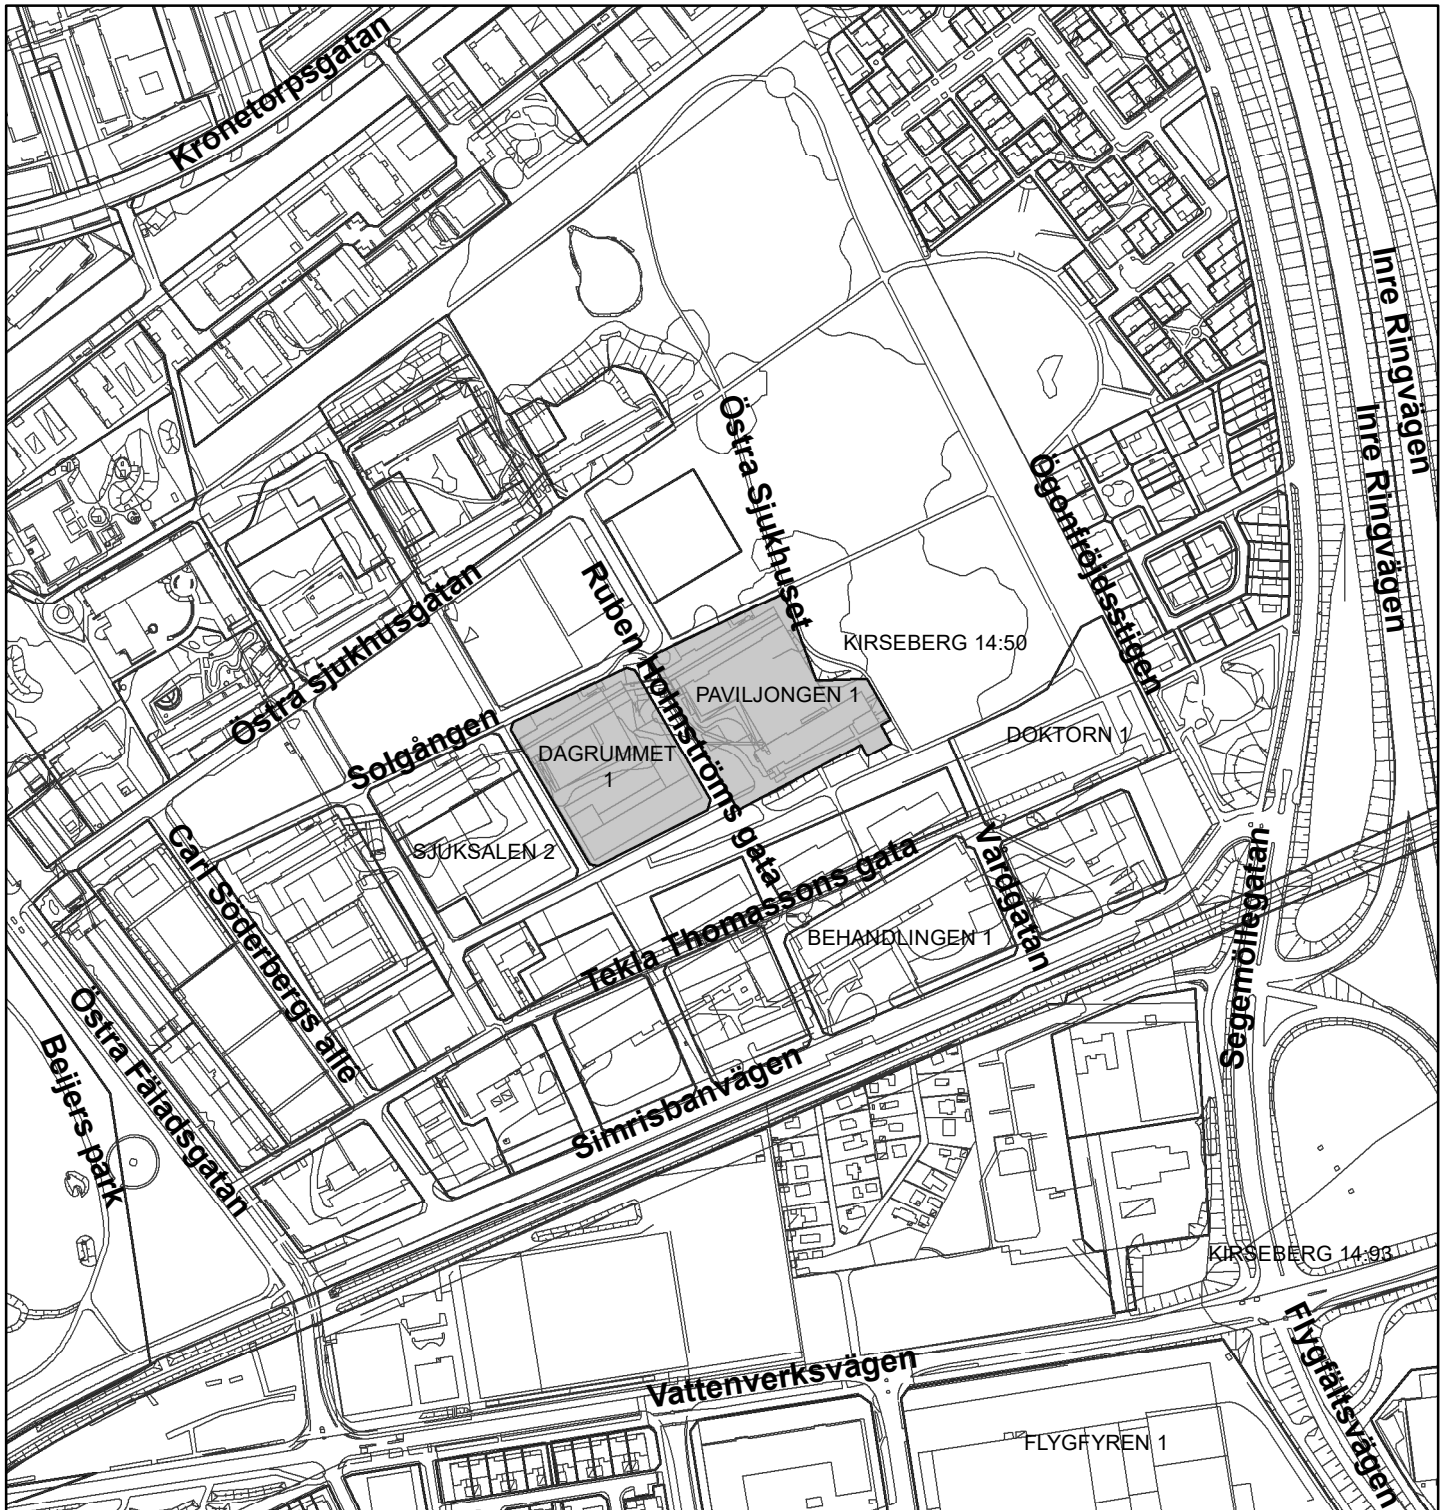 Kronetorpsgatan
Inre Ringvägen
Inre Ringvägen
Östra Sjukhuset
Ögonfröjdsstigen
Östra sjukhusgatan
Ruben Holmströms gata
KIRSEBERG 14:50
PAVILJONGEN 1
Solgången
DAGRUMMET
1
DOKTORN 1
SJUKSALEN 2
Carl Söderbergs allé
Tekla Thomassons gata
Vårdgatan
BEHANDLINGEN 1
Segemöllegatan
Östra Fäladsgatan
Beijers park
Simrisbanvägen
KIRSEBERG 14:93
Flygfältsvägen
Vattenverksvägen
FLYGFYREN 1